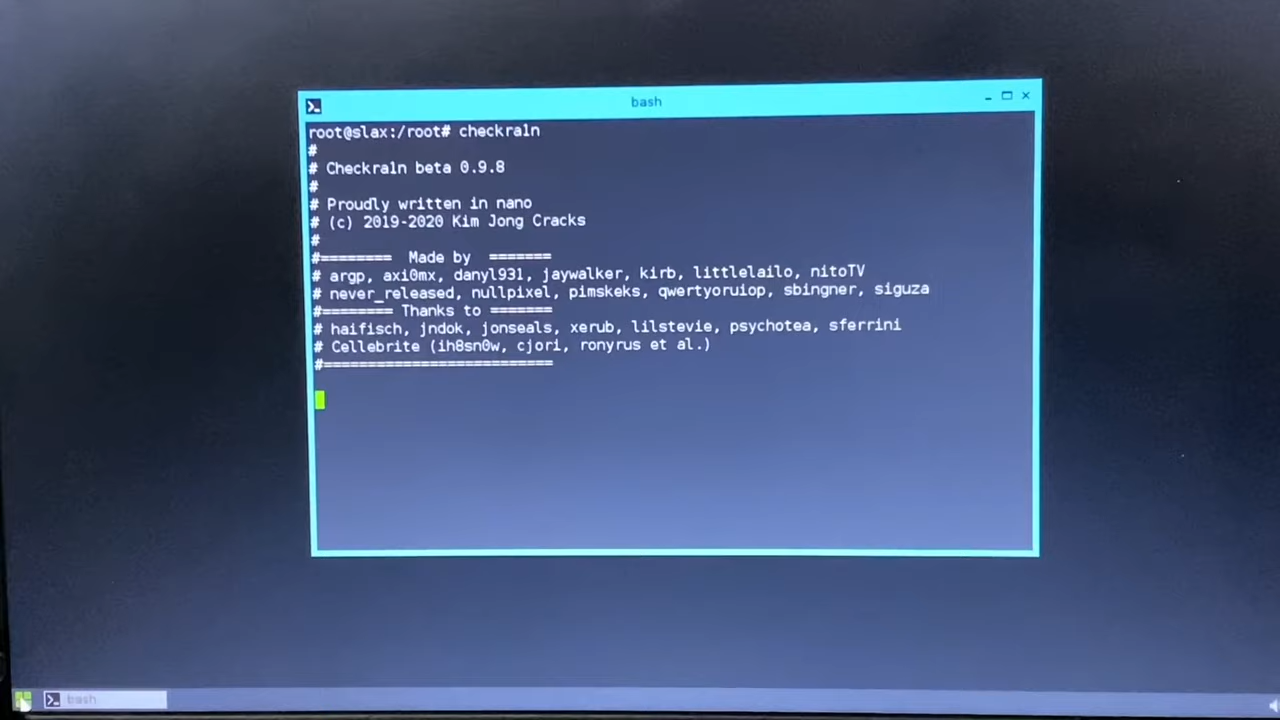 bash
root@slax:/root# checkra1n
#
# Checkra1n beta 0.9.8
#
# Proudly written in nano
# (c) 2019-2020 Kim Jong Cracks
#
#======== Made by =======
# argp, axi0mx, danyl931, jaywalker, kirb, littlelailo, nitoTV
# never_released, nullpixel, pimskeks, qwertyoruiop, sbingner, siguza
#======== Thanks to =======
# haifisch, jndok, jonseals, xerub, lilstevie, psychotea, sferrini
# Cellebrite (ih8sn0w, cjori, ronyrus et al.)
#==========================
bash